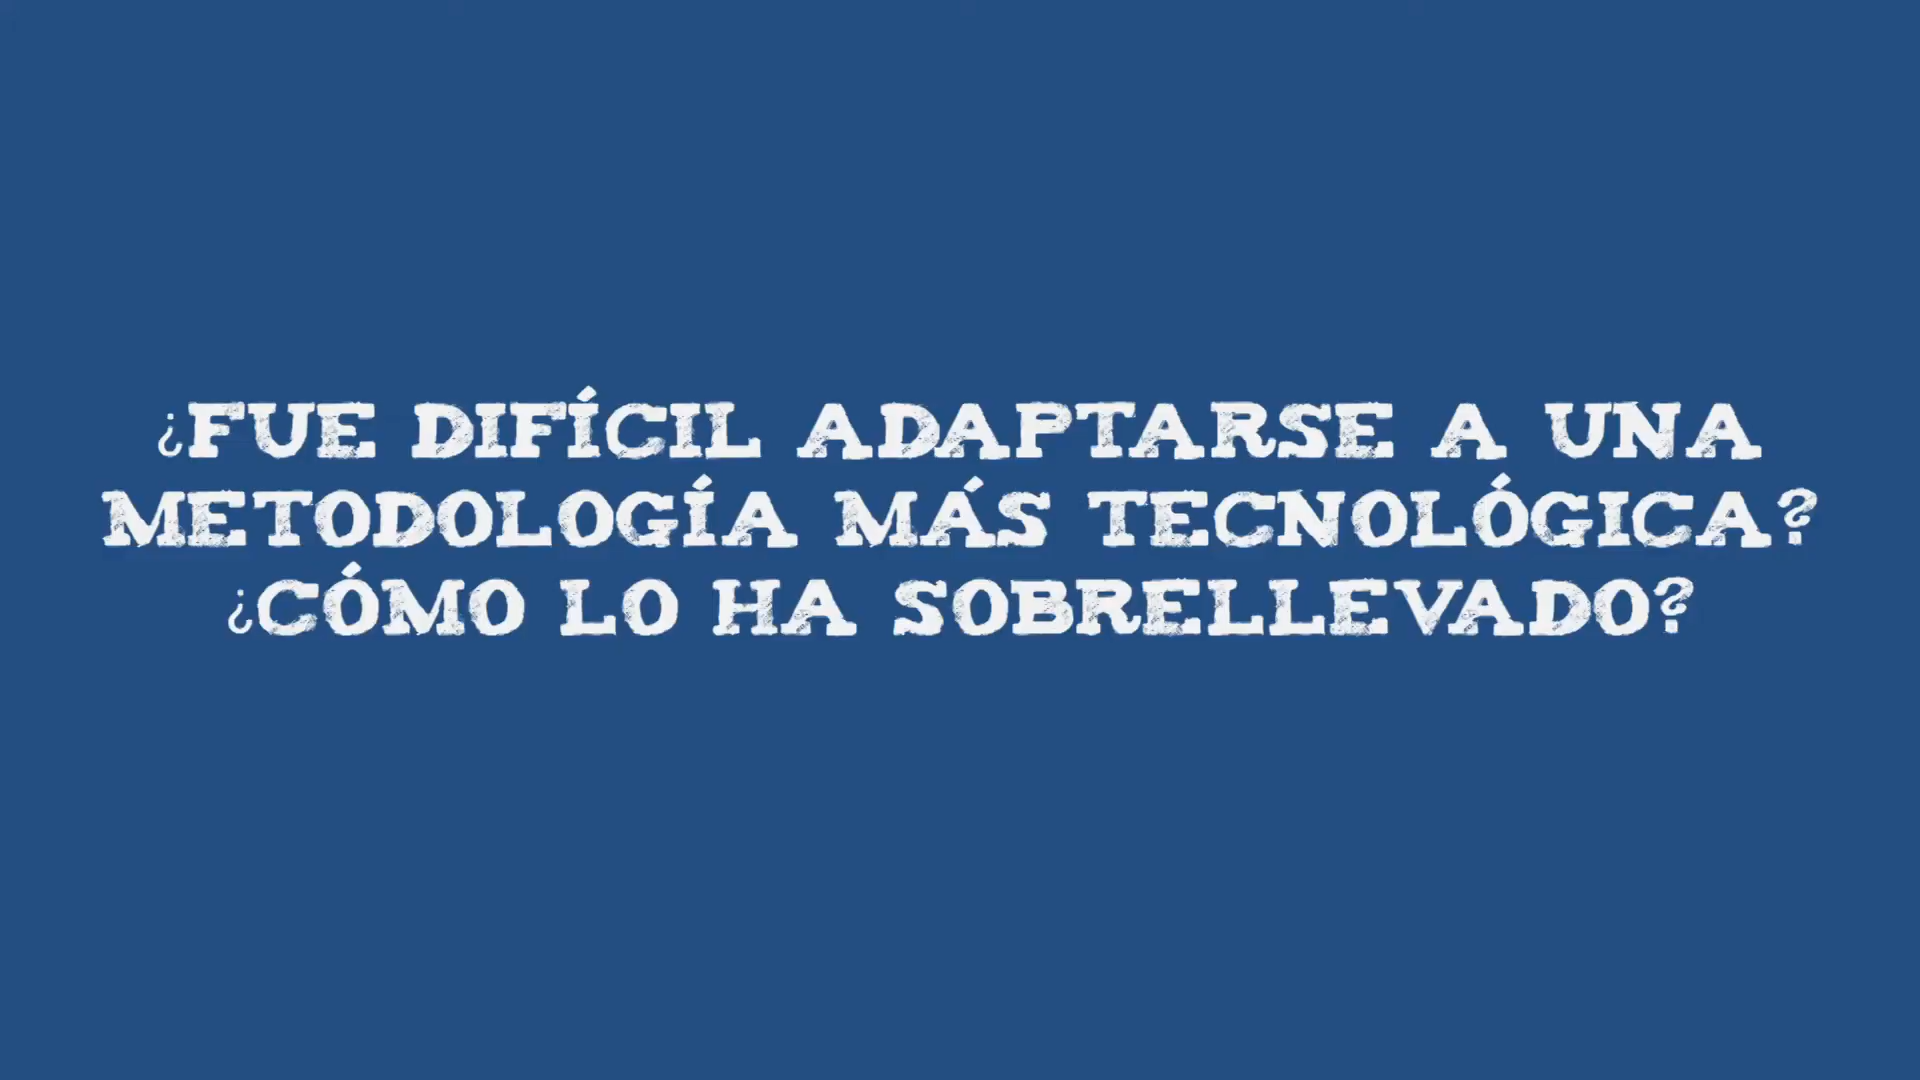 ¿FUE DIFÍCIL ADAPTARSE A UNA
METODOLOGÍA MÁS TECNOLÓGICA?
¿CÓMO LO HA SOBRELLEVADO?